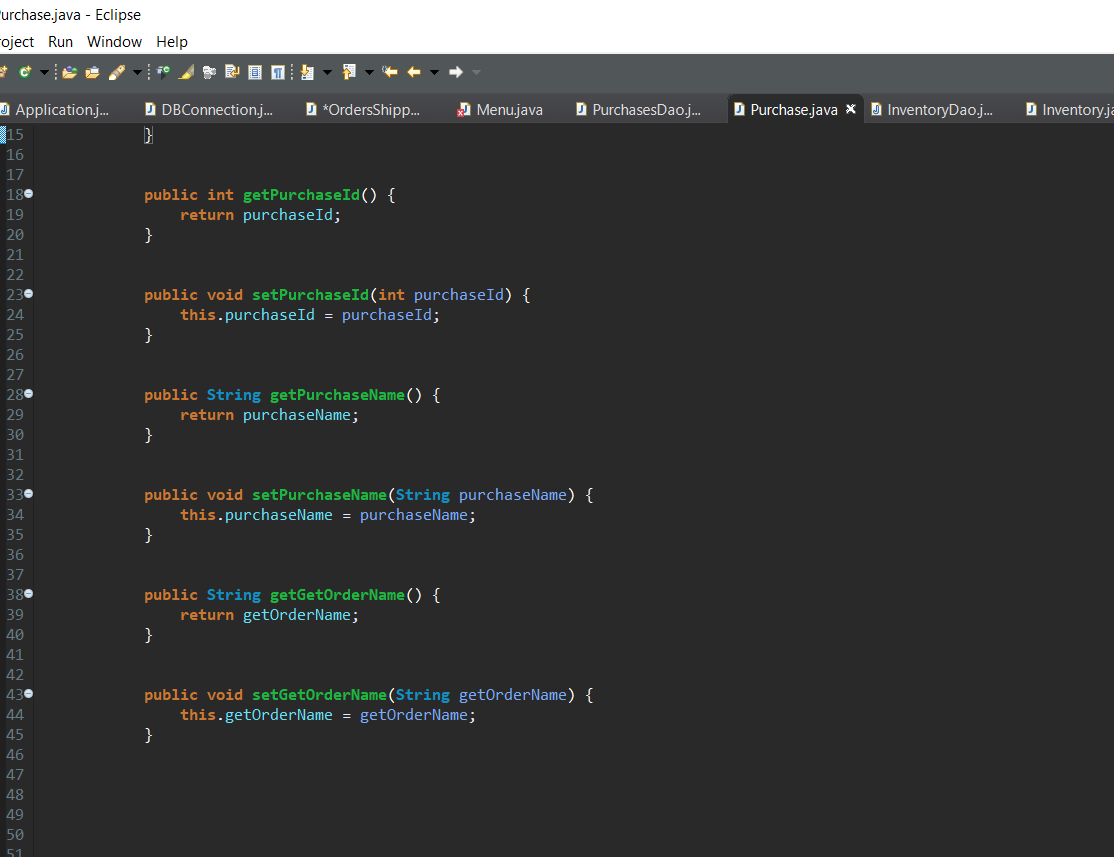 urchase.java - Eclipse
roject Run Window Help
Application.j... DBConnection.j... *OrdersShipp... Menu.java PurchasesDao.j... Purchase.java InventoryDao.j... Inventory.ja
15 }
16
17
18 public int getPurchaseId() {
19 return purchaseId;
20 }
21
22
23 public void setPurchaseId(int purchaseId) {
24 this.purchaseId = purchaseId;
25 }
26
27
28 public String getPurchaseName() {
29 return purchaseName;
30 }
31
32
33 public void setPurchaseName(String purchaseName) {
34 this.purchaseName = purchaseName;
35 }
36
37
38 public String getGetOrderName() {
39 return getOrderName;
40 }
41
42
43 public void setGetOrderName(String getOrderName) {
44 this.getOrderName = getOrderName;
45 }
46
47
48
49
50
51